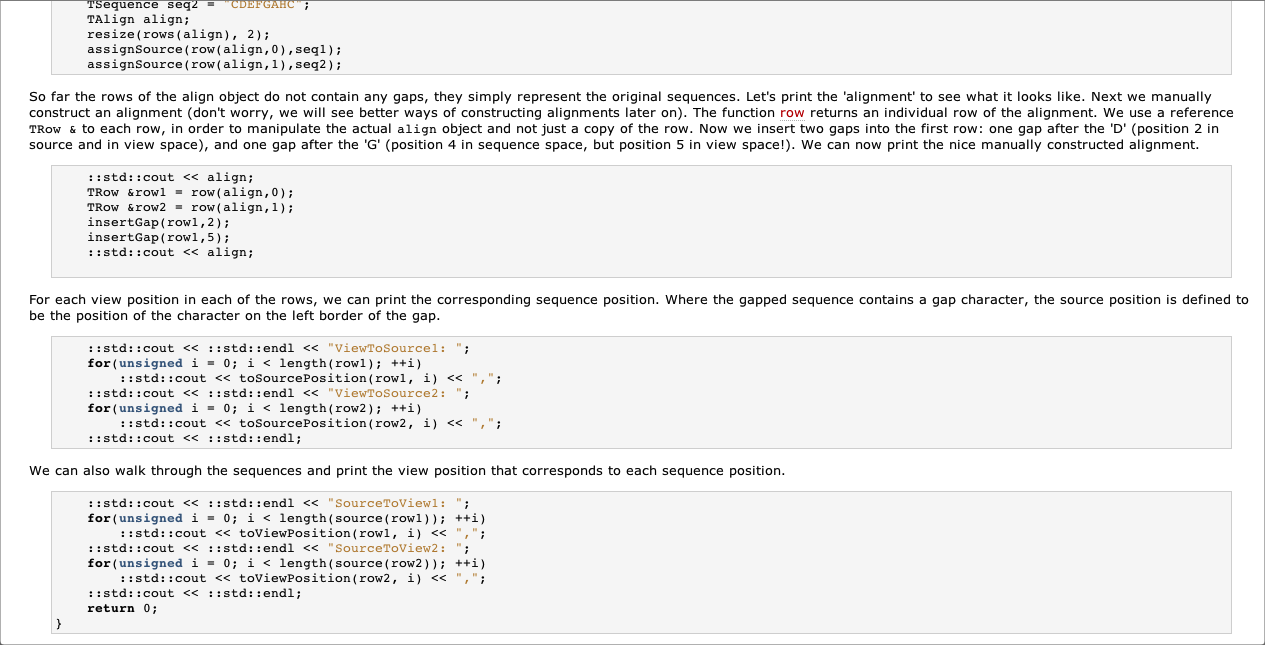 TSequence seq2 = "CDEFGAHC";
TAlign align;
resize(rows(align), 2);
assignSource(row(align,0),seq1);
assignSource(row(align,1),seq2);
So far the rows of the align object do not contain any gaps, they simply represent the original sequences. Let's print the 'alignment' to see what it looks like. Next we manually
construct an alignment (don't worry, we will see better ways of constructing alignments later on). The function row returns an individual row of the alignment. We use a reference
TRow & to each row, in order to manipulate the actual align object and not just a copy of the row. Now we insert two gaps into the first row: one gap after the 'D' (position 2 in
source and in view space), and one gap after the 'G' (position 4 in sequence space, but position 5 in view space!). We can now print the nice manually constructed alignment.
::std::cout << align;
TRow &row1 = row(align,0);
TRow &row2 = row(align,1);
insertGap(row1,2);
insertGap(row1,5);
::std::cout << align;
For each view position in each of the rows, we can print the corresponding sequence position. Where the gapped sequence contains a gap character, the source position is defined to
be the position of the character on the left border of the gap.
::std::cout << ::std::endl << "ViewToSource1: ";
for(unsigned i = 0; i < length(row1); ++i)
::std::cout << toSourcePosition(row1, i) << ",";
::std::cout << ::std::endl << "ViewToSource2: ";
for(unsigned i = 0; i < length(row2); ++i)
::std::cout << toSourcePosition(row2, i) << ",";
::std::cout << ::std::endl;
We can also walk through the sequences and print the view position that corresponds to each sequence position.
::std::cout << ::std::endl << "SourceToView1: ";
for(unsigned i = 0; i < length(source(row1)); ++i)
::std::cout << toViewPosition(row1, i) << ",";
::std::cout << ::std::endl << "SourceToView2: ";
for(unsigned i = 0; i < length(source(row2)); ++i)
::std::cout << toViewPosition(row2, i) << ",";
::std::cout << ::std::endl;
return 0;
}